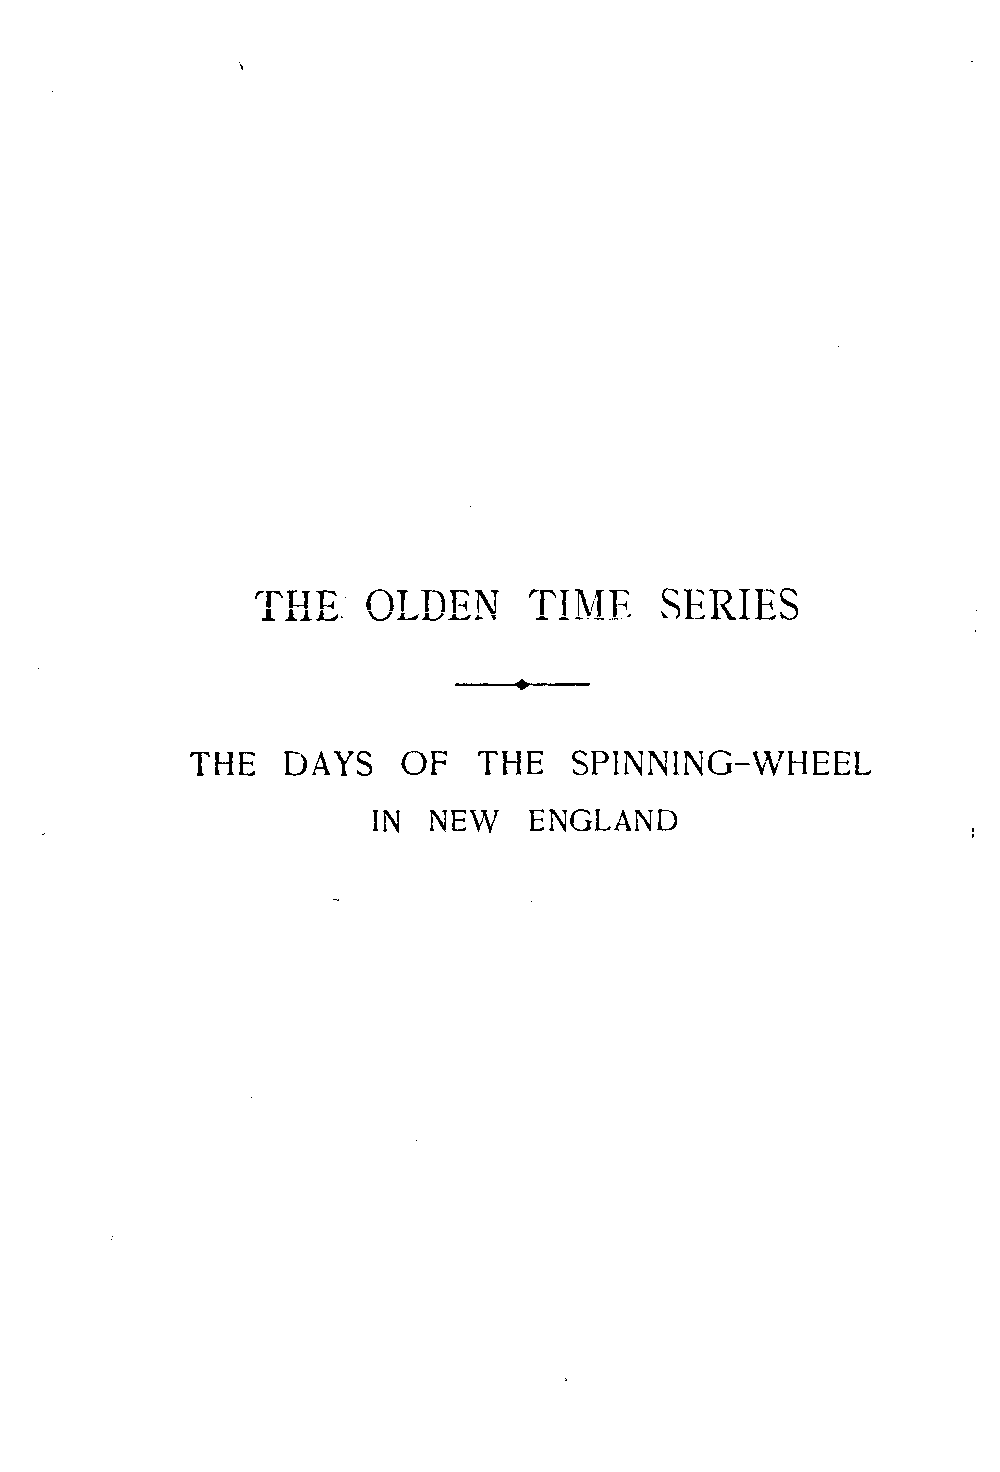 THE OLDEN TIME SERIES
THE DAYS OF THE SPINNING-WHEEL
IN NEW ENGLAND